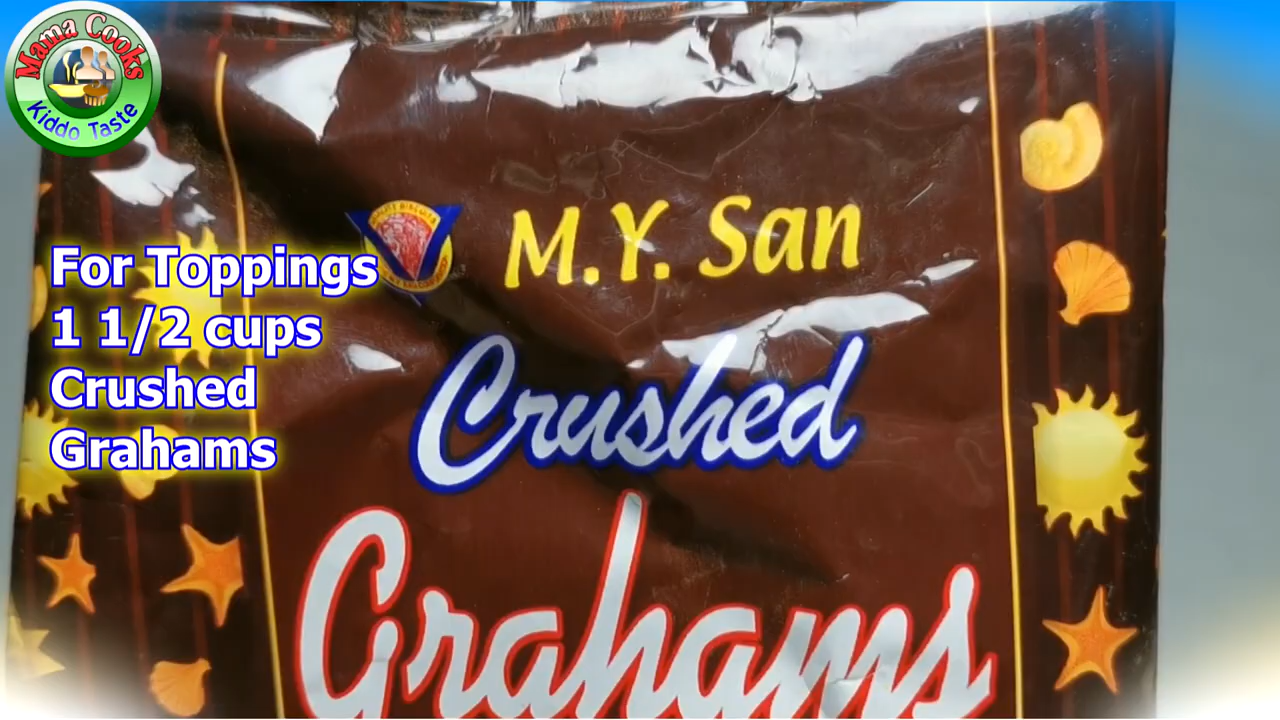 Mama Cooks
Kiddo Taste
For Toppings
1 1/2 cups
Crushed
Grahams
M.Y. San
Crushed
Grahams